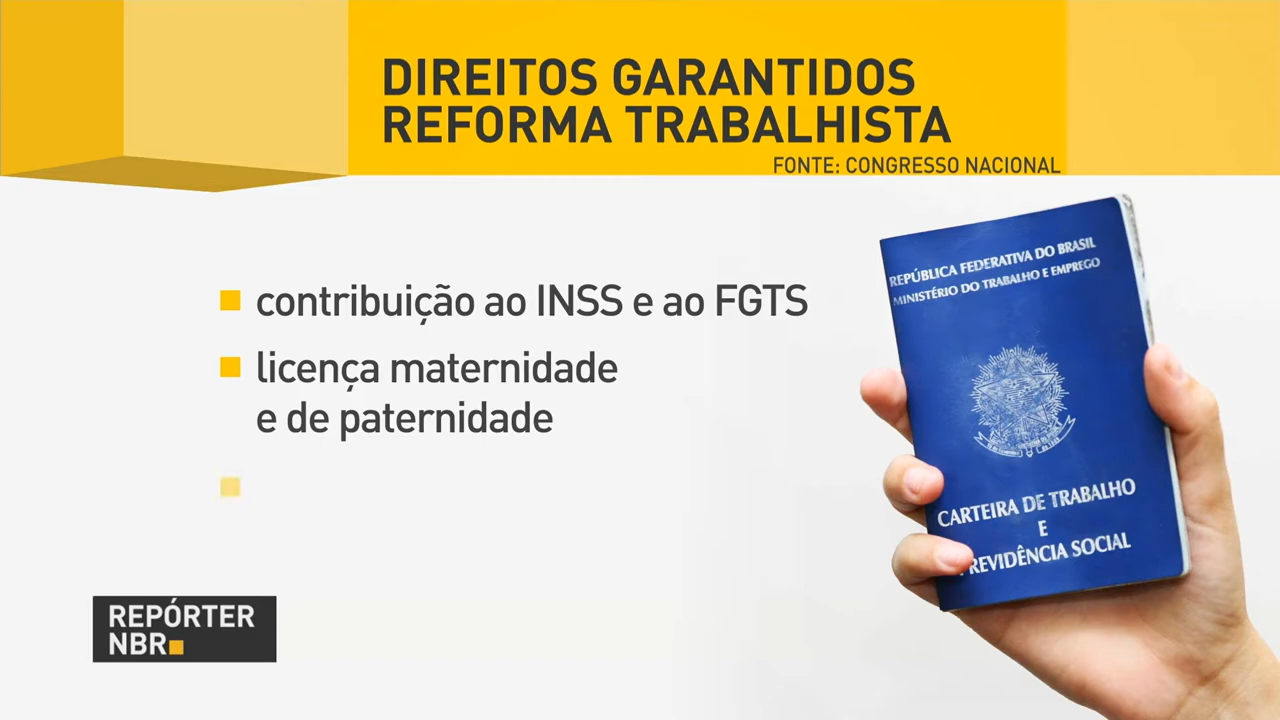 DIREITOS GARANTIDOS
REFORMA TRABALHISTA
FONTE: CONGRESSO NACIONAL
contribuição ao INSS e ao FGTS
licença maternidade
e de paternidade
REPÚBLICA FEDERATIVA DO BRASIL
MINISTÉRIO DO TRABALHO E EMPREGO
CARTEIRA DE TRABALHO
E
PREVIDÊNCIA SOCIAL
REPÓRTER
NBR